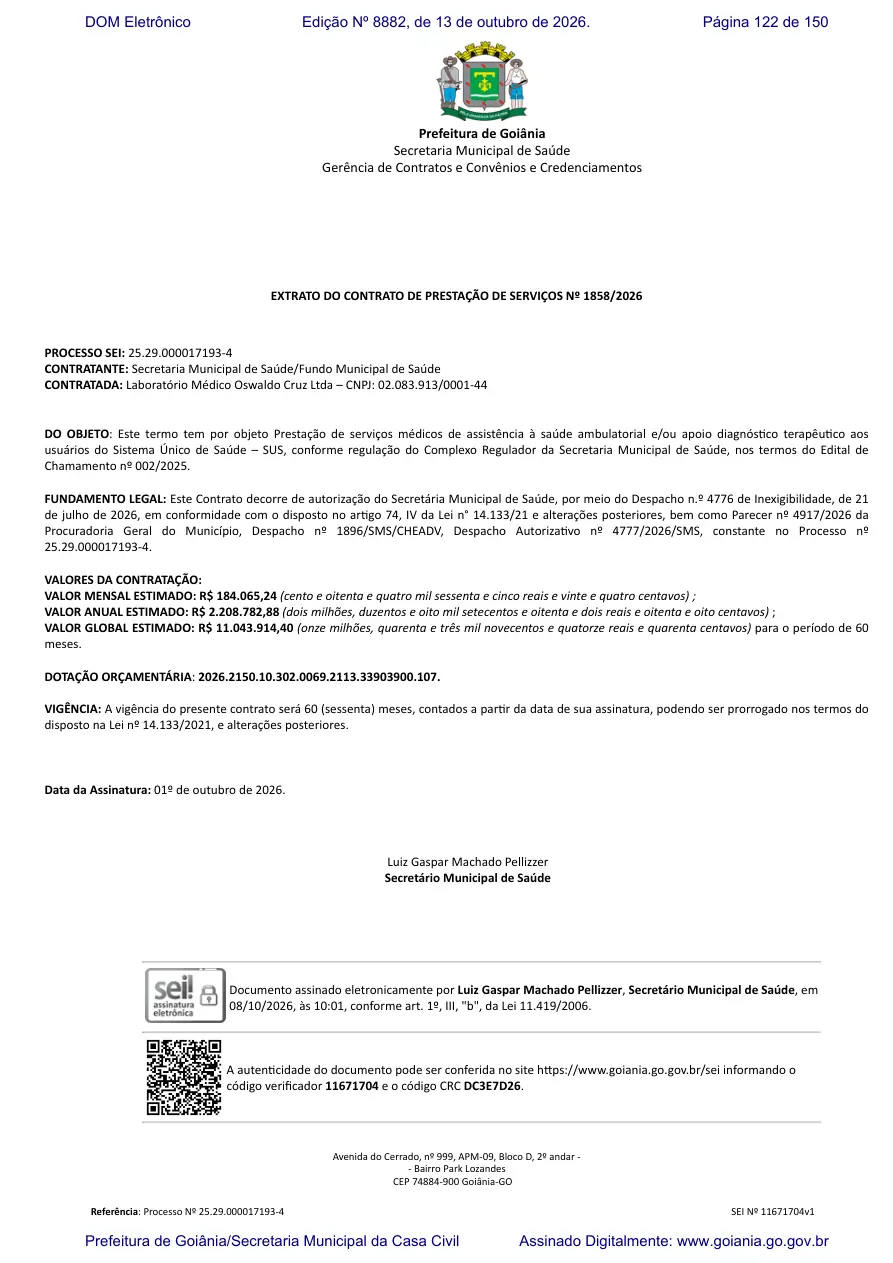 DOM Eletrônico Edição Nº 8882, de 13 de outubro de 2026. Página 122 de 150
Prefeitura de Goiânia
Secretaria Municipal de Saúde
Gerência de Contratos e Convênios e Credenciamentos
EXTRATO DO CONTRATO DE PRESTAÇÃO DE SERVIÇOS Nº 1858/2026
PROCESSO SEI: 25.29.000017193-4
CONTRATANTE: Secretaria Municipal de Saúde/Fundo Municipal de Saúde
CONTRATADA: Laboratório Médico Oswaldo Cruz Ltda – CNPJ: 02.083.913/0001-44
DO OBJETO: Este termo tem por objeto Prestação de serviços médicos de assistência à saúde ambulatorial e/ou apoio diagnóstico terapêutico aos
usuários do Sistema Único de Saúde – SUS, conforme regulação do Complexo Regulador da Secretaria Municipal de Saúde, nos termos do Edital de
Chamamento nº 002/2025.
FUNDAMENTO LEGAL: Este Contrato decorre de autorização do Secretária Municipal de Saúde, por meio do Despacho n.º 4776 de Inexigibilidade, de 21
de julho de 2026, em conformidade com o disposto no artigo 74, IV da Lei n° 14.133/21 e alterações posteriores, bem como Parecer nº 4917/2026 da
Procuradoria Geral do Município, Despacho nº 1896/SMS/CHEADV, Despacho Autorizativo nº 4777/2026/SMS, constante no Processo nº
25.29.000017193-4.
VALORES DA CONTRATAÇÃO:
VALOR MENSAL ESTIMADO: R$ 184.065,24 (cento e oitenta e quatro mil sessenta e cinco reais e vinte e quatro centavos) ;
VALOR ANUAL ESTIMADO: R$ 2.208.782,88 (dois milhões, duzentos e oito mil setecentos e oitenta e dois reais e oitenta e oito centavos) ;
VALOR GLOBAL ESTIMADO: R$ 11.043.914,40 (onze milhões, quarenta e três mil novecentos e quatorze reais e quarenta centavos) para o período de 60
meses.
DOTAÇÃO ORÇAMENTÁRIA: 2026.2150.10.302.0069.2113.33903900.107.
VIGÊNCIA: A vigência do presente contrato será 60 (sessenta) meses, contados a partir da data de sua assinatura, podendo ser prorrogado nos termos do
disposto na Lei nº 14.133/2021, e alterações posteriores.
Data da Assinatura: 01º de outubro de 2026.
Luiz Gaspar Machado Pellizzer
Secretário Municipal de Saúde
sei!
assinatura
eletrônica
Documento assinado eletronicamente por Luiz Gaspar Machado Pellizzer, Secretário Municipal de Saúde, em
08/10/2026, às 10:01, conforme art. 1º, III, "b", da Lei 11.419/2006.
A autenticidade do documento pode ser conferida no site https://www.goiania.go.gov.br/sei informando o
código verificador 11671704 e o código CRC DC3E7D26.
Avenida do Cerrado, nº 999, APM-09, Bloco D, 2º andar -
- Bairro Park Lozandes
CEP 74884-900 Goiânia-GO
Referência: Processo Nº 25.29.000017193-4 SEI Nº 11671704v1
Prefeitura de Goiânia/Secretaria Municipal da Casa Civil Assinado Digitalmente: www.goiania.go.gov.br